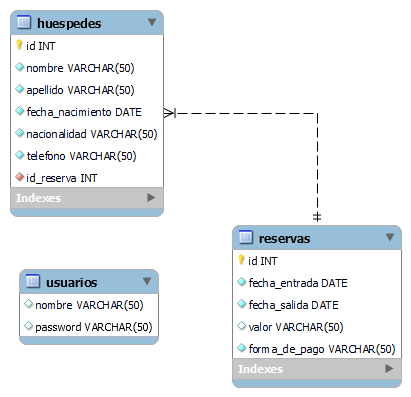 huespedes
id INT
nombre VARCHAR(50)
apellido VARCHAR(50)
fecha_nacimiento DATE
nacionalidad VARCHAR(50)
telefono VARCHAR(50)
id_reserva INT
Indexes
reservas
id INT
fecha_entrada DATE
fecha_salida DATE
valor VARCHAR(50)
forma_de_pago VARCHAR(50)
Indexes
usuarios
nombre VARCHAR(50)
password VARCHAR(50)